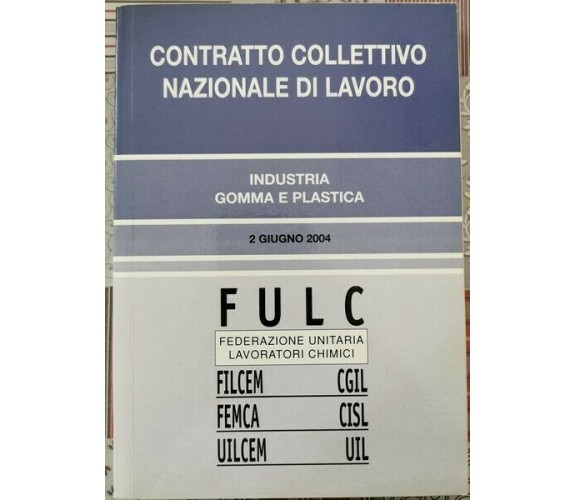 CONTRATTO COLLETTIVO
NAZIONALE DI LAVORO
INDUSTRIA
GOMMA E PLASTICA
2 GIUGNO 2004
FULC
FEDERAZIONE UNITARIA
LAVORATORI CHIMICI
FILCEM CGIL
FEMCA CISL
UILCEM UIL